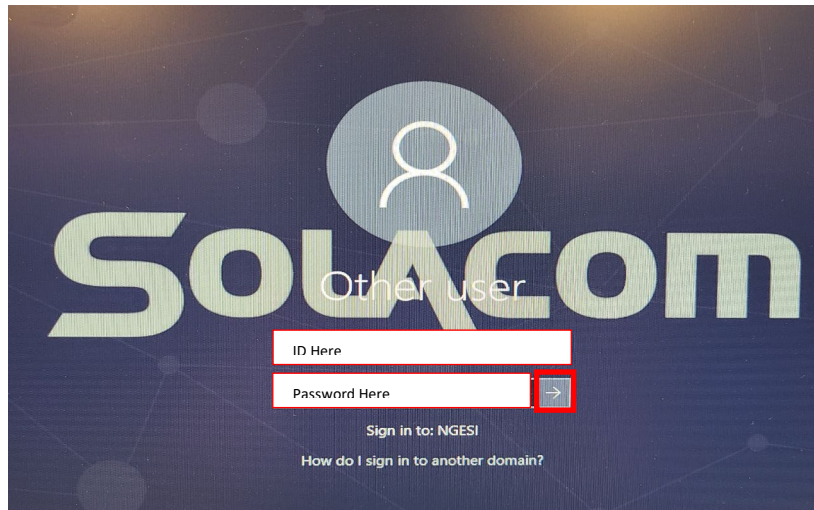 SOLACOM
Other user
ID Here
Password Here
Sign in to: NGESI
How do I sign in to another domain?